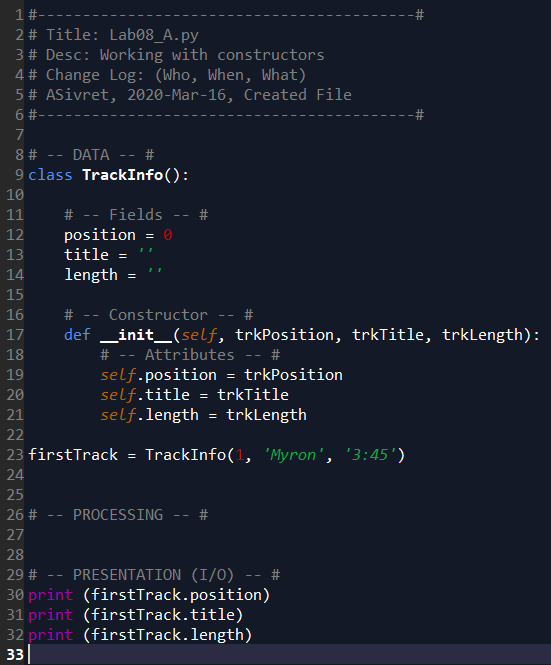 1 #------------------------------------------#
2 # Title: Lab08_A.py
3 # Desc: Working with constructors
4 # Change Log: (Who, When, What)
5 # ASivret, 2020-Mar-16, Created File
6 #------------------------------------------#
7
8 # -- DATA -- #
9 class TrackInfo():
10
11     # -- Fields -- #
12     position = 0
13     title = ''
14     length = ''
15
16     # -- Constructor -- #
17     def __init__(self, trkPosition, trkTitle, trkLength):
18         # -- Attributes -- #
19         self.position = trkPosition
20         self.title = trkTitle
21         self.length = trkLength
22
23 firstTrack = TrackInfo(1, 'Myron', '3:45')
24
25
26 # -- PROCESSING -- #
27
28
29 # -- PRESENTATION (I/O) -- #
30 print (firstTrack.position)
31 print (firstTrack.title)
32 print (firstTrack.length)
33